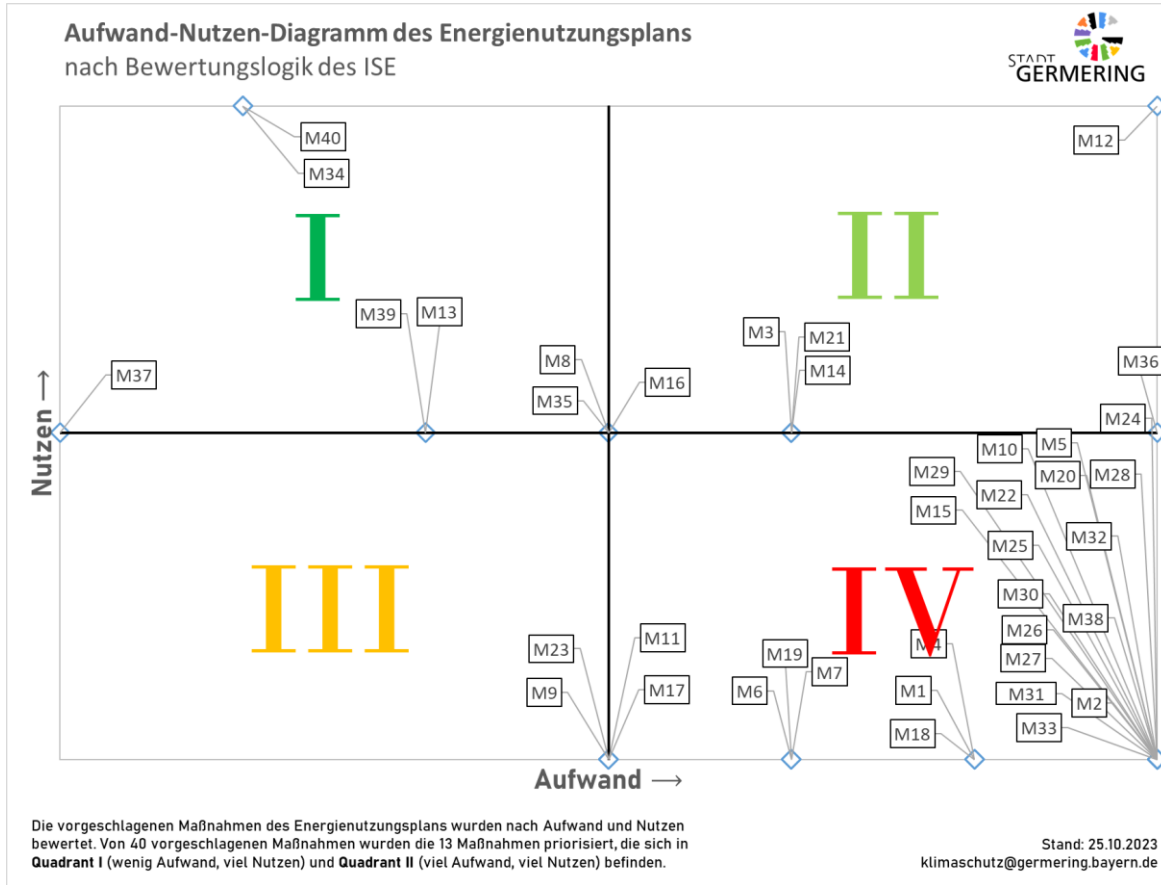 Aufwand-Nutzen-Diagramm des Energienutzungsplans
nach Bewertungslogik des ISE
STADT
GERMERING
M40
M34
M12
I
II
M39
M13
M37
M8
M35
M16
M3
M21
M14
M36
M24
Nutzen →
M10
M5
M29
M20
M28
M22
M15
M32
M25
III
IV
M30
M38
M26
M4
M27
M23
M11
M19
M7
M6
M9
M17
M1
M31
M2
M18
M33
Aufwand →
Die vorgeschlagenen Maßnahmen des Energienutzungsplans wurden nach Aufwand und Nutzen
bewertet. Von 40 vorgeschlagenen Maßnahmen wurden die 13 Maßnahmen priorisiert, die sich in
Quadrant I (wenig Aufwand, viel Nutzen) und Quadrant II (viel Aufwand, viel Nutzen) befinden.
Stand: 25.10.2023
klimaschutz@germering.bayern.de